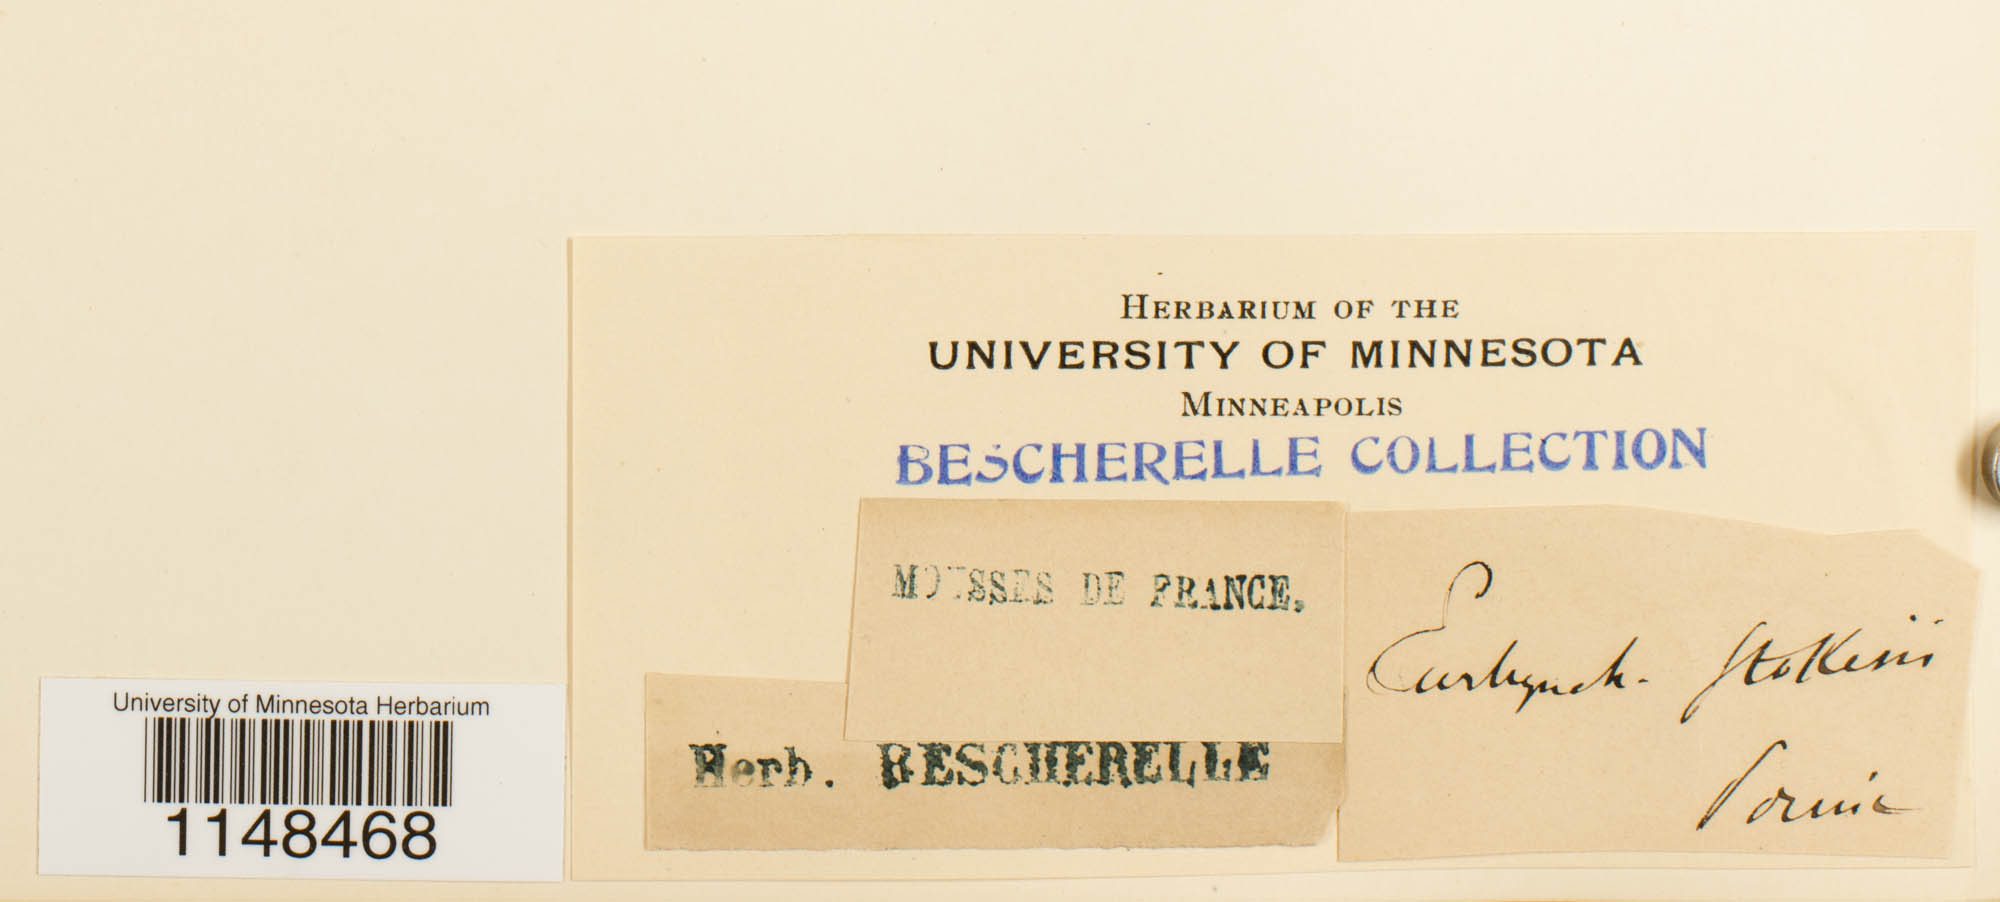 HERBARIUM OF THE
UNIVERSITY OF MINNESOTA
MINNEAPOLIS
BESCHERELLE COLLECTION
MOUSSES DE FRANCE.
Eurhynch. Stokesii
Pornic
Herb. BESCHERELLE
University of Minnesota Herbarium
1148468